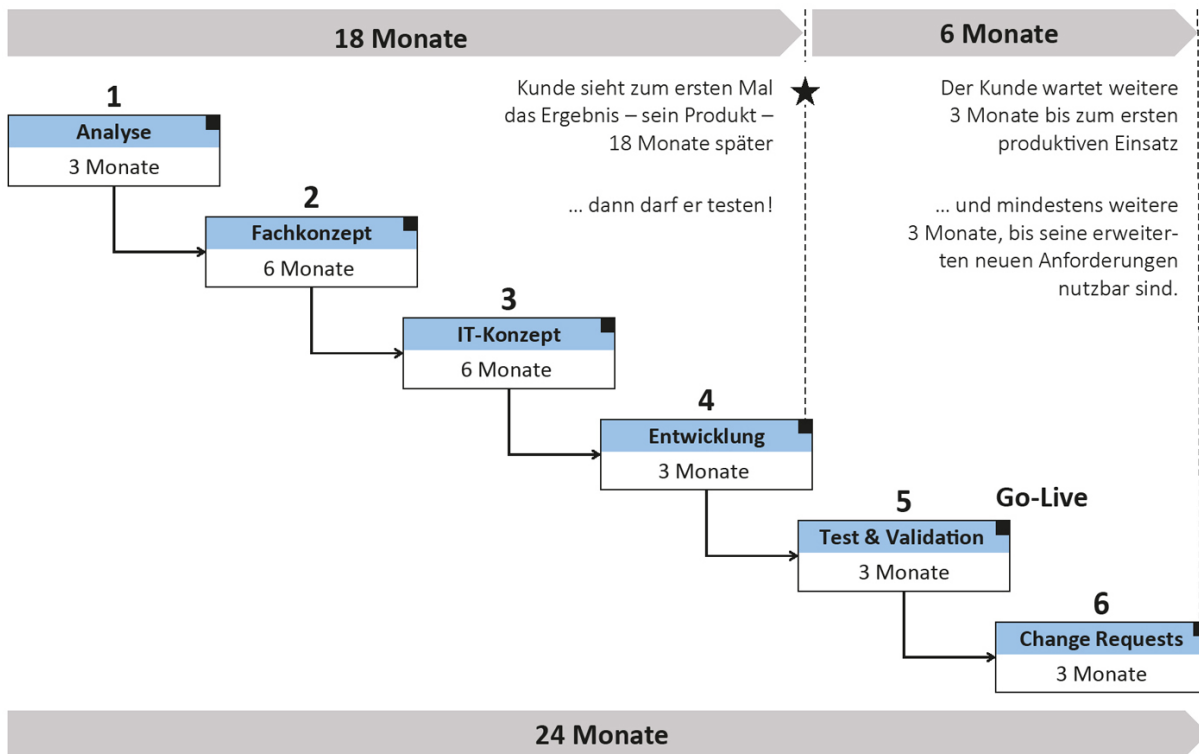 18 Monate
6 Monate
Kunde sieht zum ersten Mal
das Ergebnis – sein Produkt –
18 Monate später
... dann darf er testen!
Der Kunde wartet weitere
3 Monate bis zum ersten
produktiven Einsatz
... und mindestens weitere
3 Monate, bis seine erweiter-
ten neuen Anforderungen
nutzbar sind.
1
Analyse
3 Monate
2
Fachkonzept
6 Monate
3
IT-Konzept
6 Monate
4
Entwicklung
3 Monate
5
Go-Live
Test & Validation
3 Monate
6
Change Requests
3 Monate
24 Monate